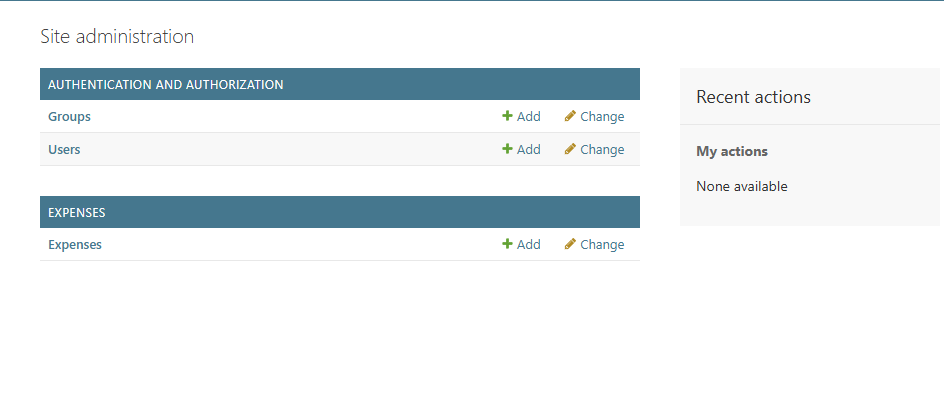 Site administration
AUTHENTICATION AND AUTHORIZATION
Groups Add Change
Users Add Change
EXPENSES
Expenses Add Change
Recent actions
My actions
None available